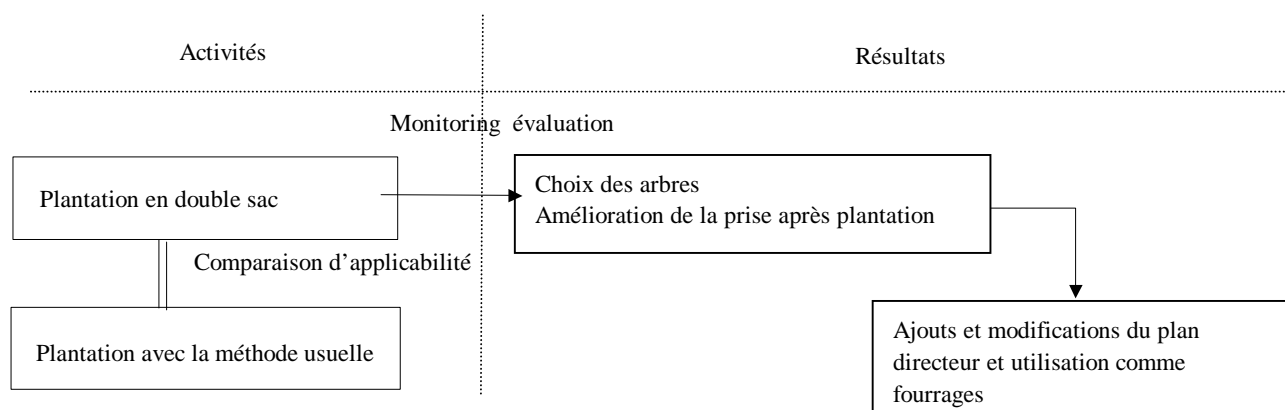 Activités
Résultats
Monitoring évaluation
Plantation en double sac
Choix des arbres
Amélioration de la prise après plantation
Comparaison d’applicabilité
Plantation avec la méthode usuelle
Ajouts et modifications du plan
directeur et utilisation comme
fourrages